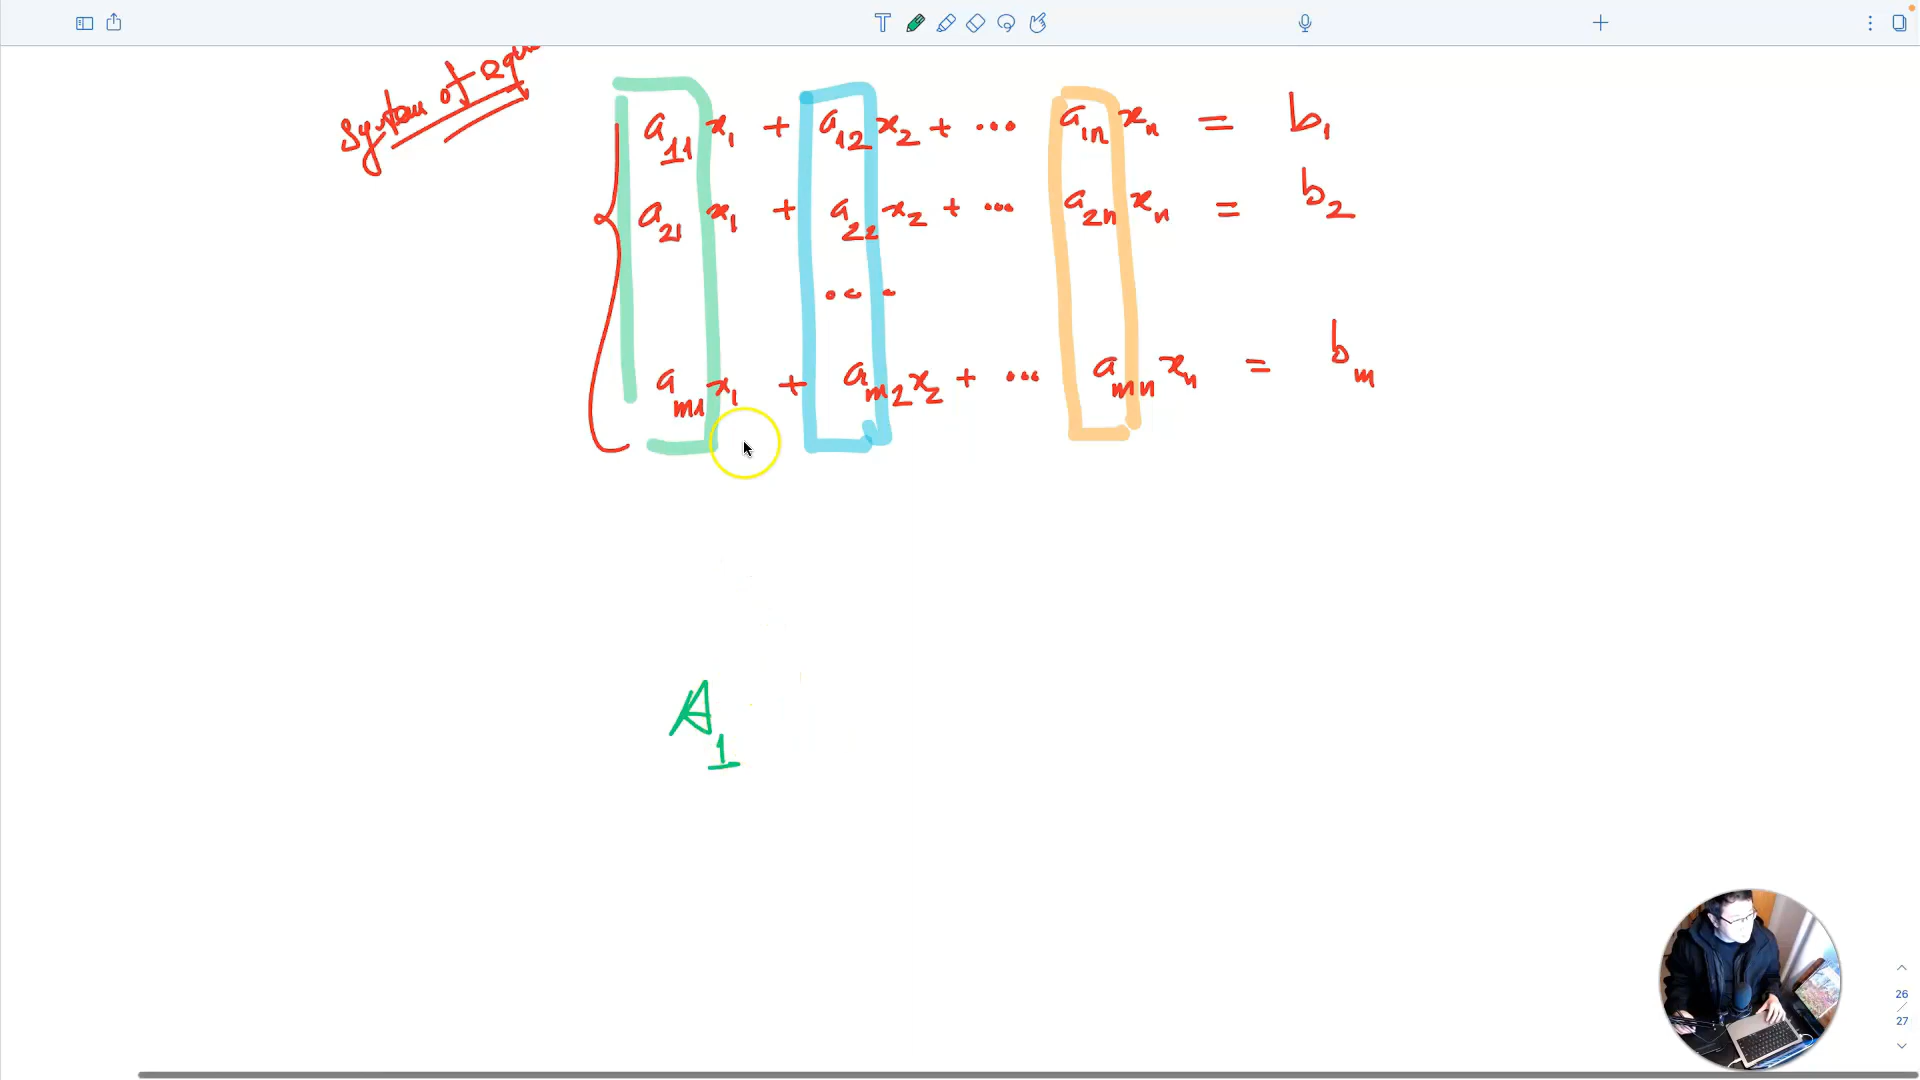 System of equ
a₁₁ x₁ + a₁₂ x₂ + ... a₁ₙ xₙ = b₁
a₂₁ x₁ + a₂₂ x₂ + ... a₂ₙ xₙ = b₂
...
aₘ₁ x₁ + aₘ₂ x₂ + ... aₘₙ xₙ = bₘ
A₁
26
27